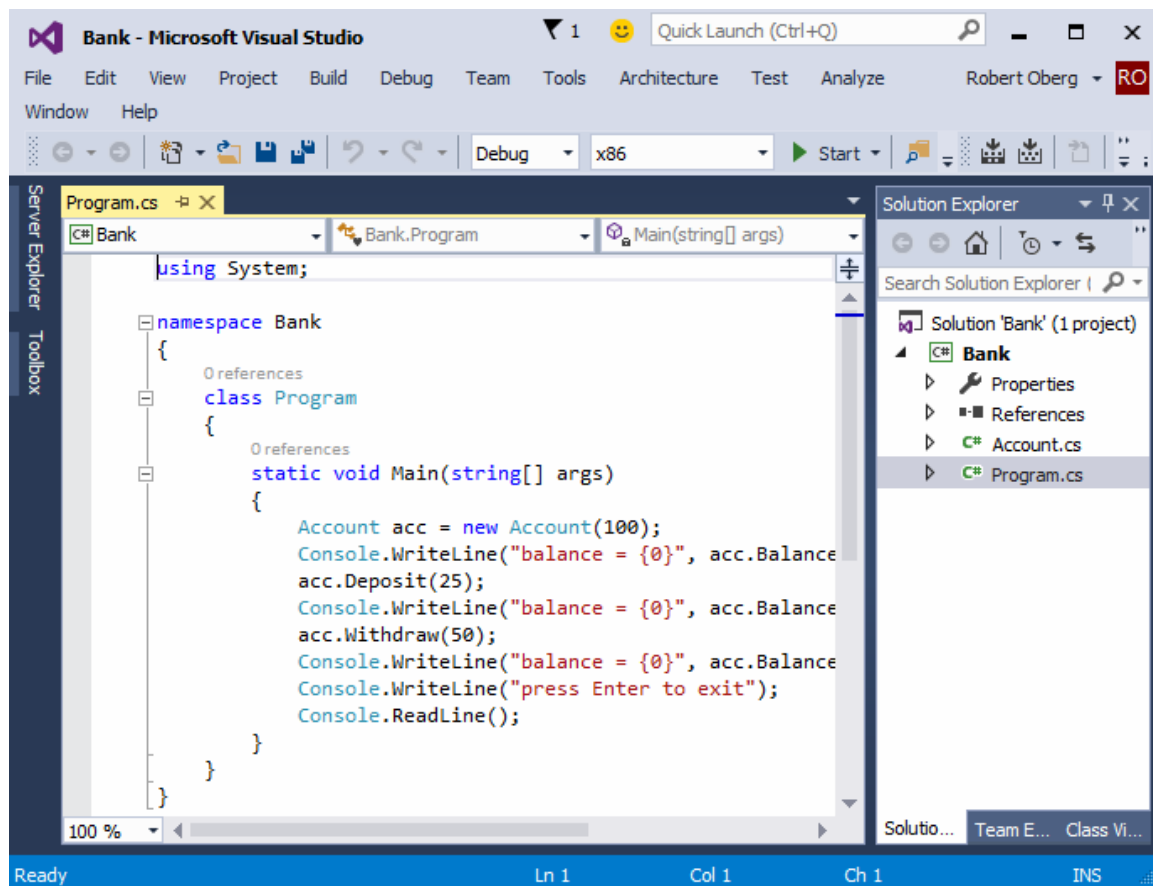 Bank - Microsoft Visual Studio
1
Quick Launch (Ctrl+Q)
File Edit View Project Build Debug Team Tools Architecture Test Analyze
Robert Oberg
RO
Window Help
Debug
x86
Start
Server Explorer
Toolbox
Program.cs
C# Bank
Bank.Program
Main(string[] args)
using System;
namespace Bank
{
0 references
class Program
{
0 references
static void Main(string[] args)
{
Account acc = new Account(100);
Console.WriteLine("balance = {0}", acc.Balance
acc.Deposit(25);
Console.WriteLine("balance = {0}", acc.Balance
acc.Withdraw(50);
Console.WriteLine("balance = {0}", acc.Balance
Console.WriteLine("press Enter to exit");
Console.ReadLine();
}
}
}
100 %
Solution Explorer
Search Solution Explorer (
Solution 'Bank' (1 project)
C# Bank
Properties
References
C# Account.cs
C# Program.cs
Solutio... Team E... Class Vi...
Ready Ln 1 Col 1 Ch 1 INS